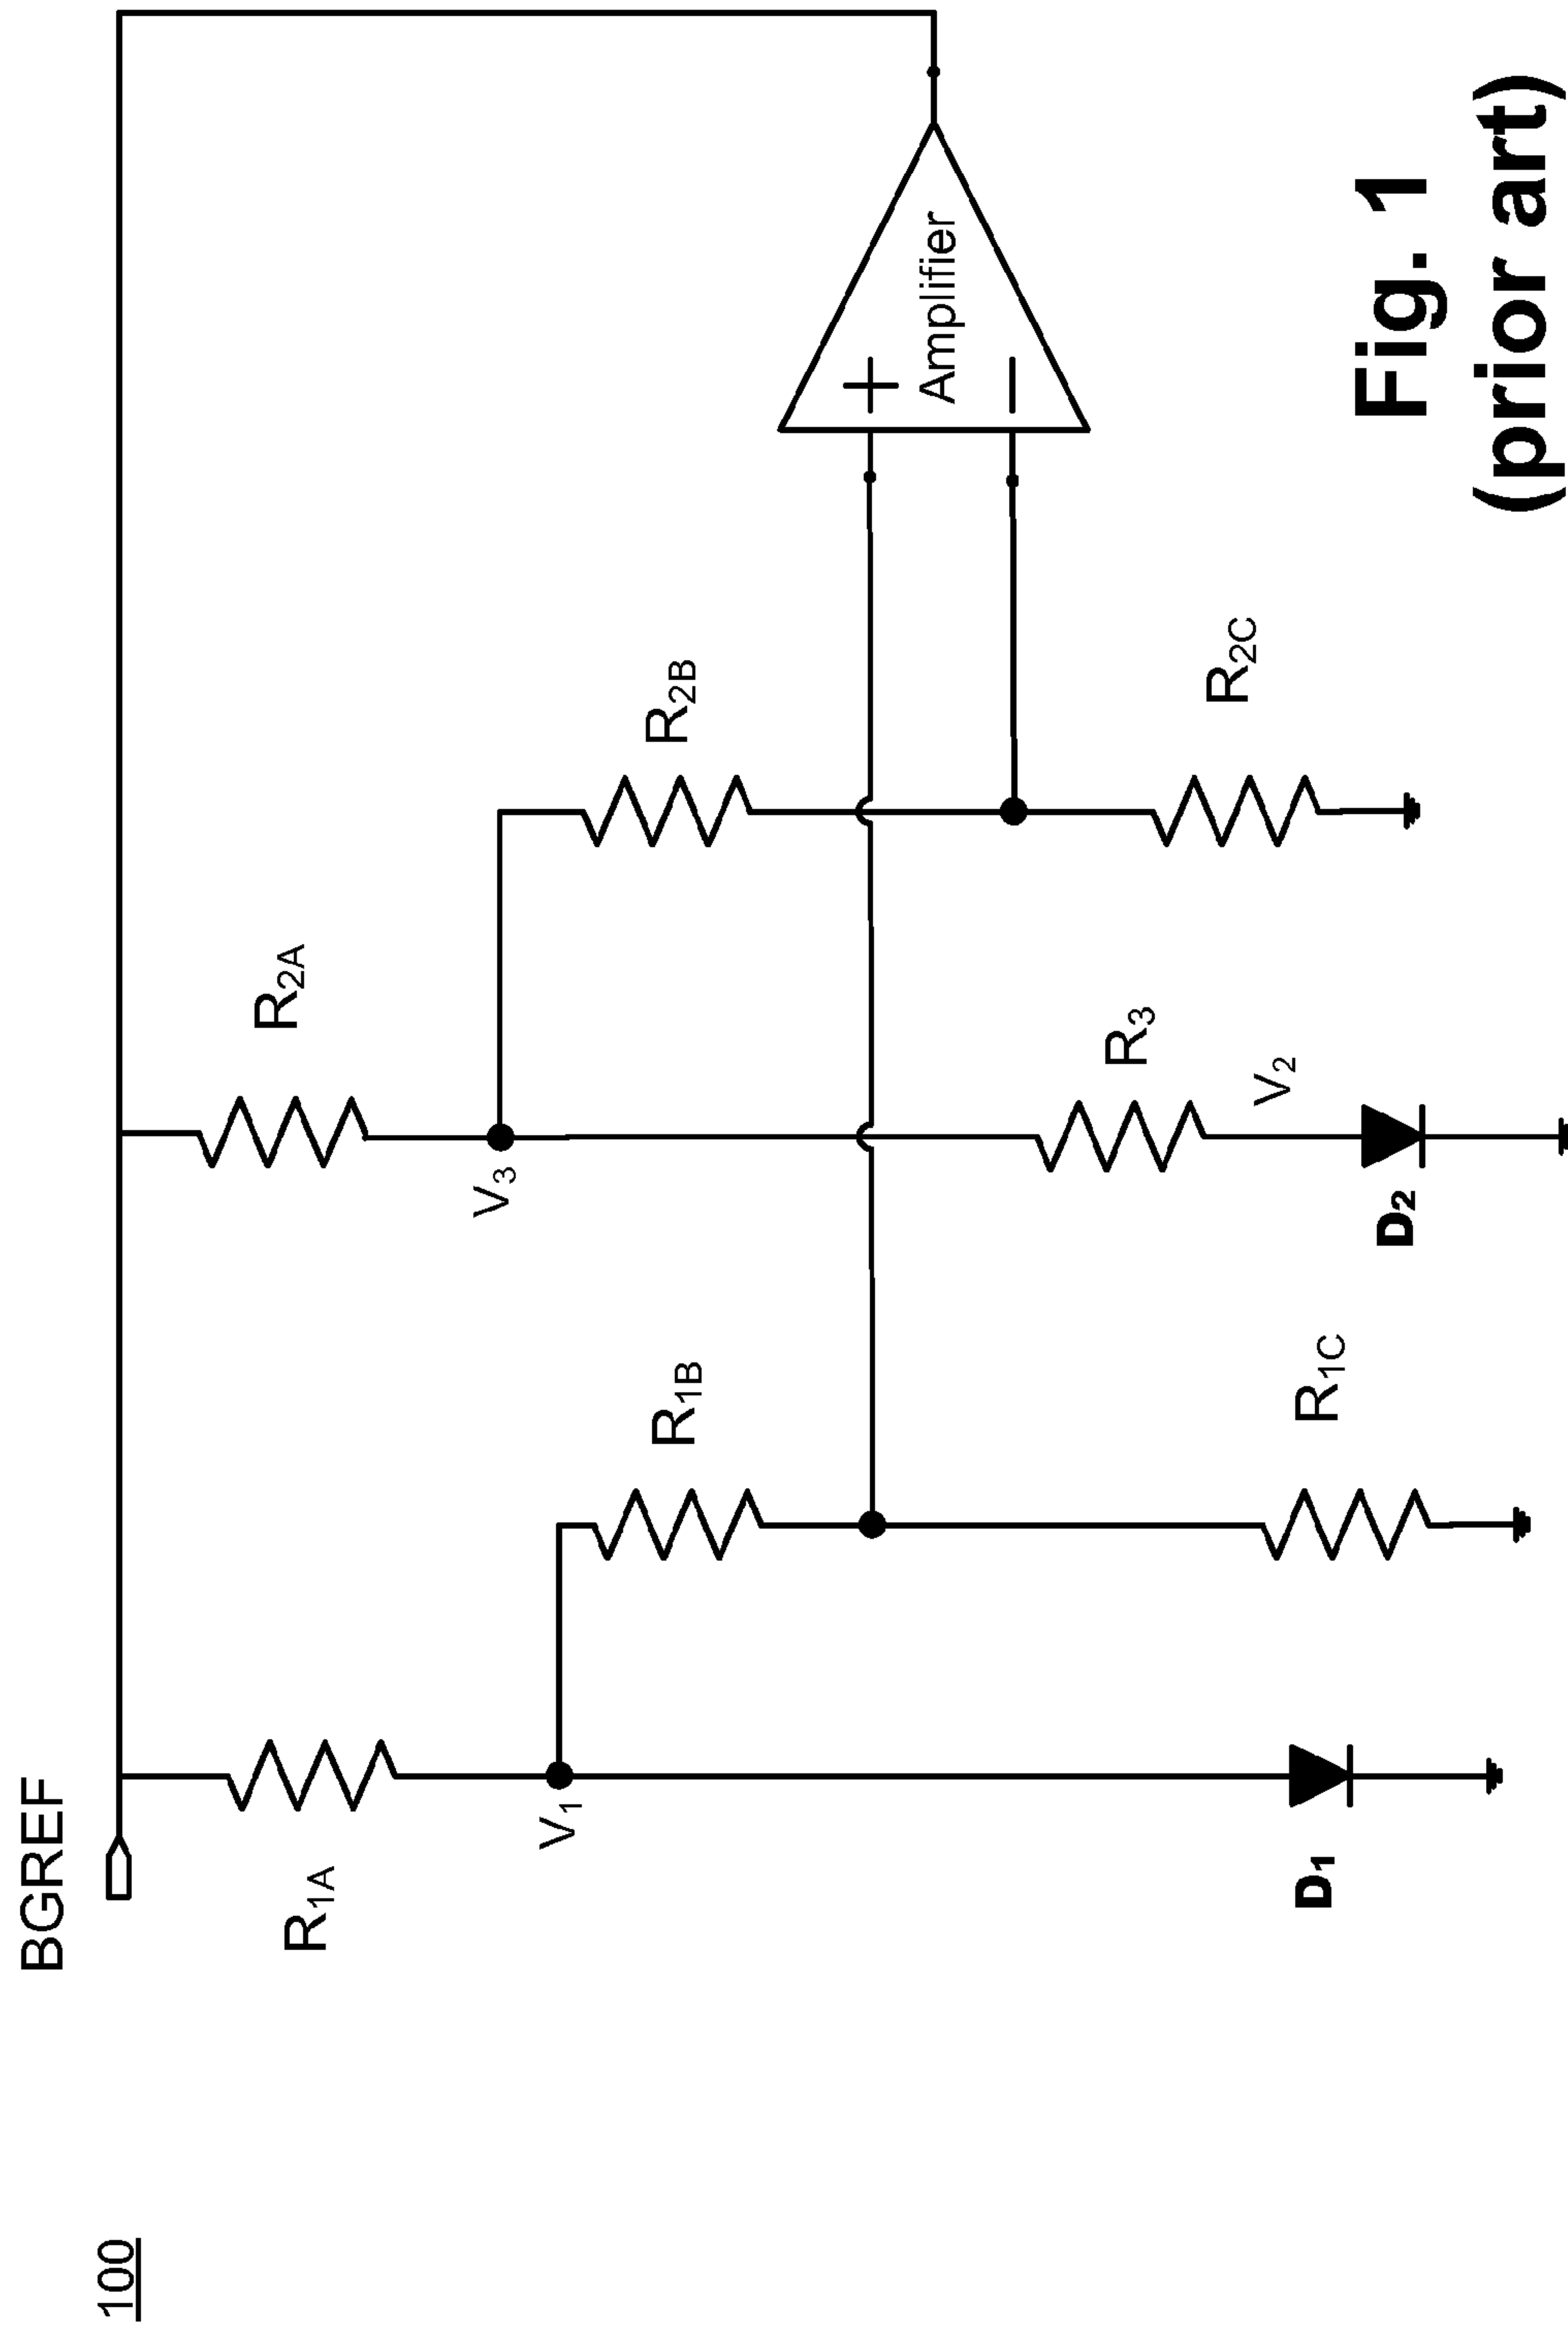 100
BGREF
R1A
V1
R1B
R1C
D1
R2A
V3
R2B
R3
V2
D2
R2C
+
Amplifier
−
Fig. 1
(prior art)